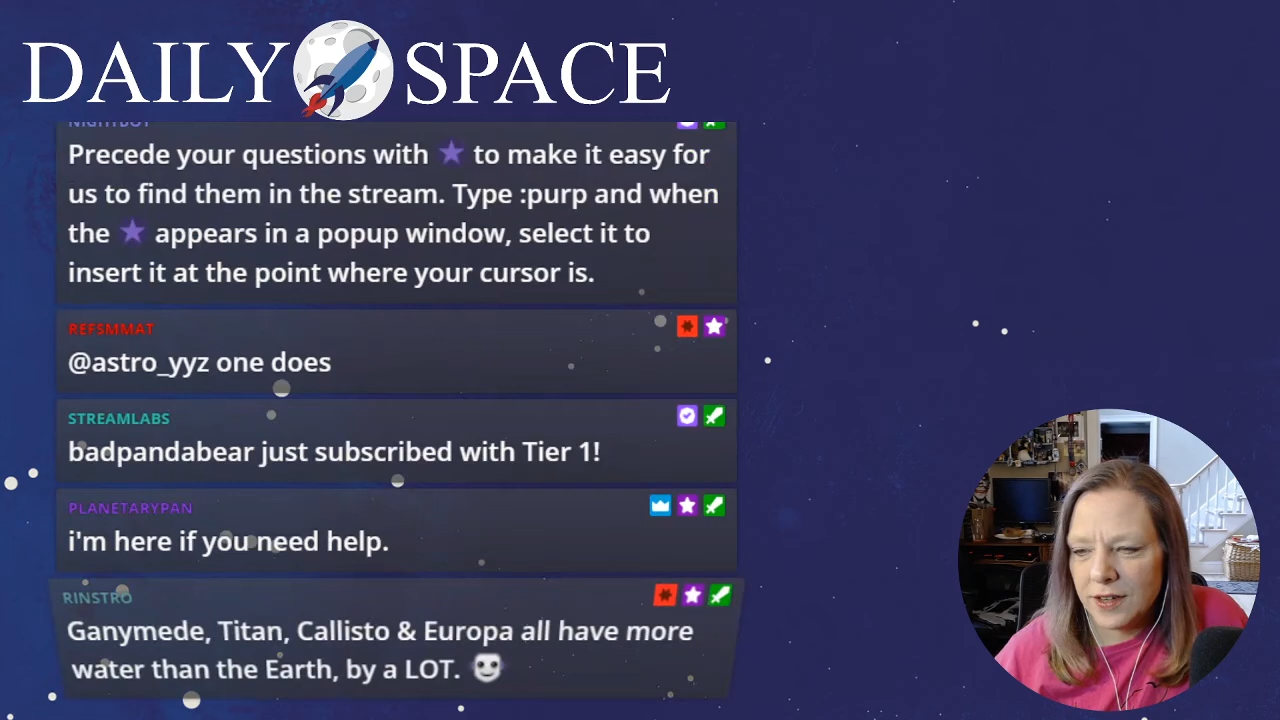 DAILY SPACE
NIGHTBOT
Precede your questions with ★ to make it easy for
us to find them in the stream. Type :purp and when
the ★ appears in a popup window, select it to
insert it at the point where your cursor is.
REFSMMAT
@astro_yyz one does
STREAMLABS
badpandabear just subscribed with Tier 1!
PLANETARYPAN
i'm here if you need help.
RINSTRO
Ganymede, Titan, Callisto & Europa all have more
water than the Earth, by a LOT.